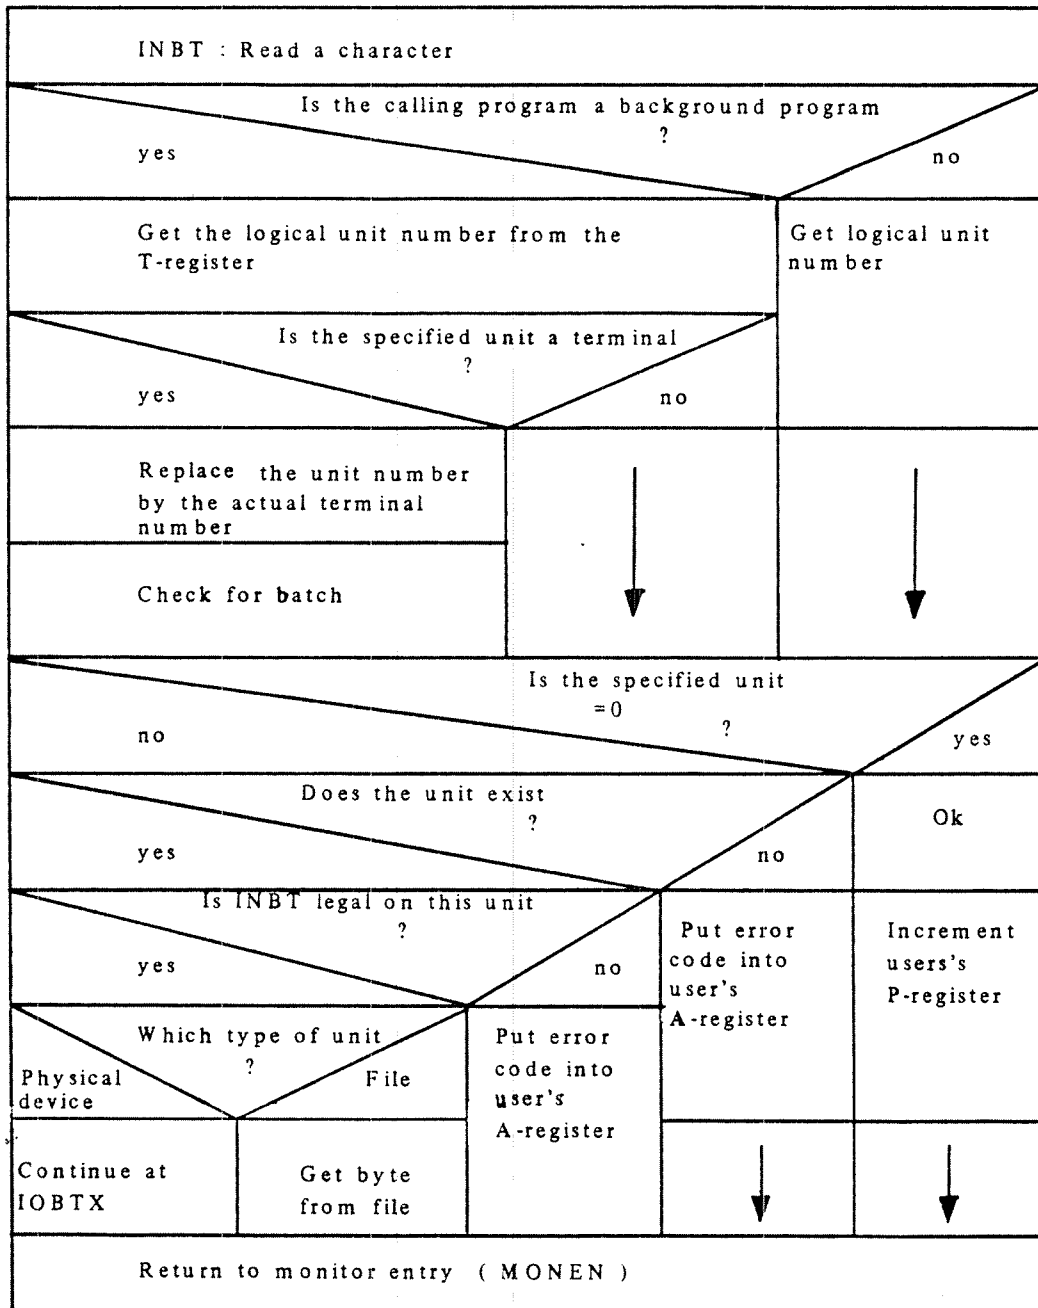 INBT : Read a character
Is the calling program a background program
?
yes
no
Get the logical unit number from the
T-register
Get logical unit
number
Is the specified unit a terminal
?
yes
no
Replace the unit number
by the actual terminal
number
Check for batch
Is the specified unit
=0
?
no
yes
Does the unit exist
?
yes
no
Ok
Is INBT legal on this unit
?
yes
no
Put error
code into
user's
A-register
Increment
users's
P-register
Which type of unit
?
Physical
device
File
Put error
code into
user's
A-register
Continue at
IOBTX
Get byte
from file
Return to monitor entry ( MONEN )